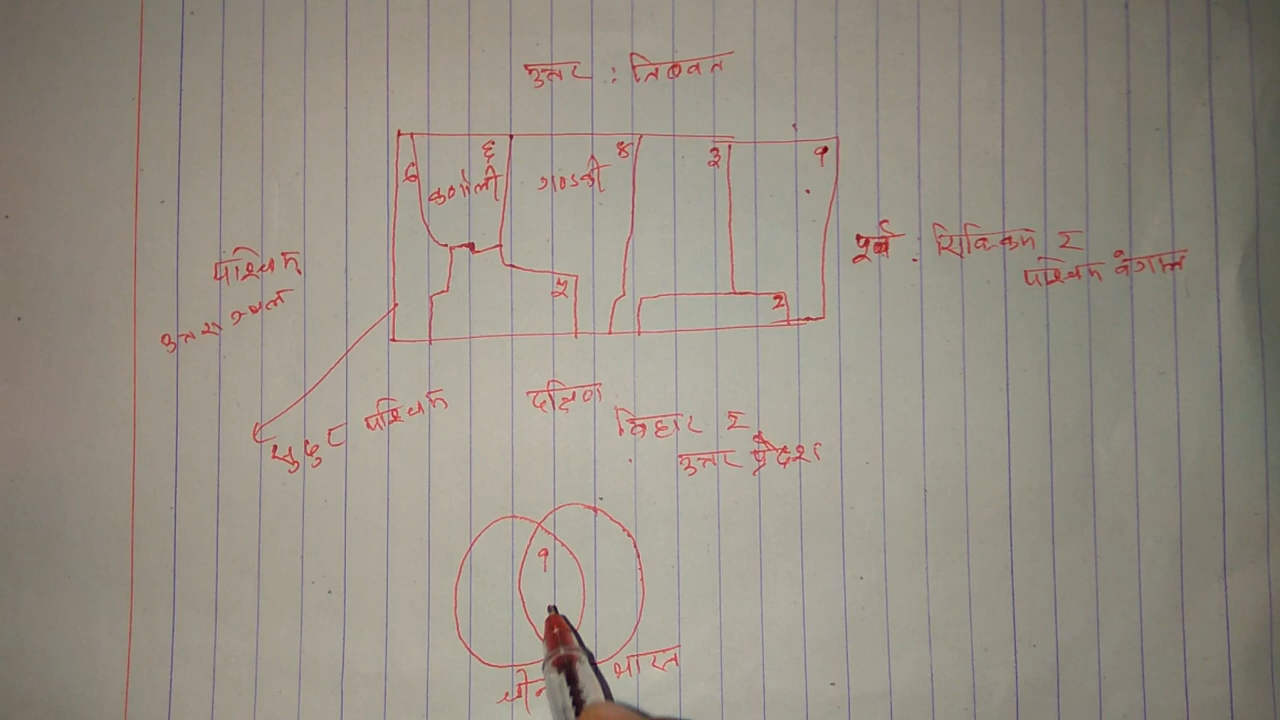 उत्तर : तिब्बत
६ ४ ३ १
७ कर्णाली गण्डकी
पूर्व : सिक्किम र
पश्चिम बंगाल
पश्चिम
उत्तराञ्चल
५ २
सुदुर पश्चिम
दक्षिण
बिहार र
उत्तर प्रदेश
१
चीन भारत